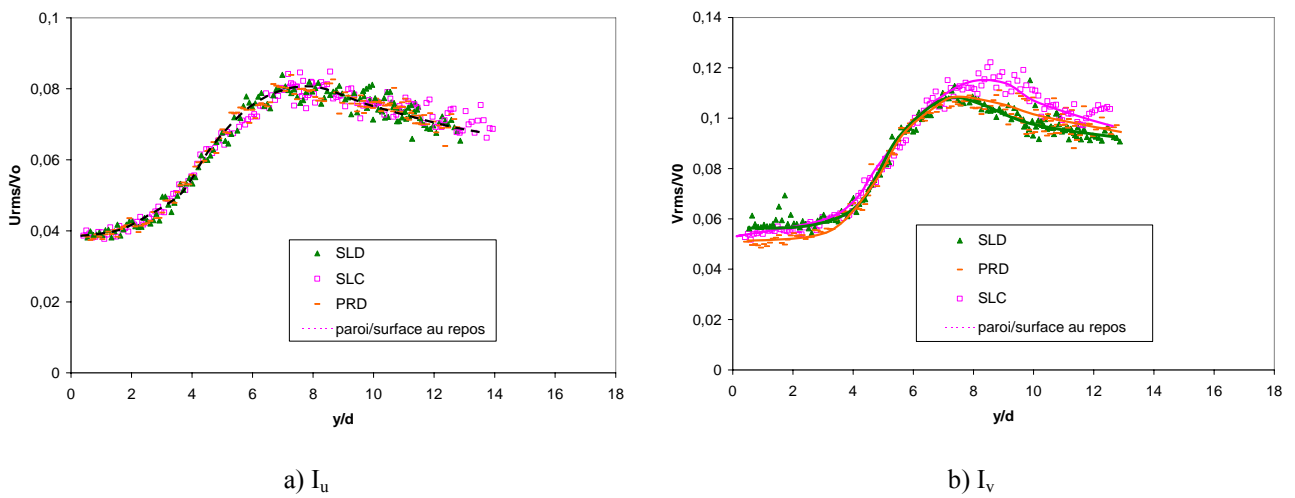 0,1
0,08
0,06
0,04
0,02
0
Urms/Vo
0 2 4 6 8 10 12 14 16 18
y/d
SLD
SLC
PRD
paroi/surface au repos
a) I_u
0,14
0,12
0,1
0,08
0,06
0,04
0,02
0
Vrms/V0
0 2 4 6 8 10 12 14 16 18
y/d
SLD
PRD
SLC
paroi/surface au repos
b) I_v